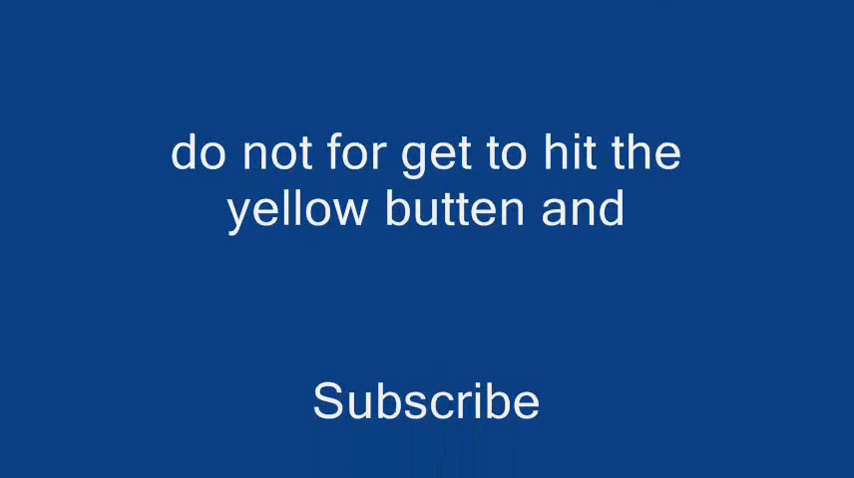 do not for get to hit the
yellow butten and
Subscribe